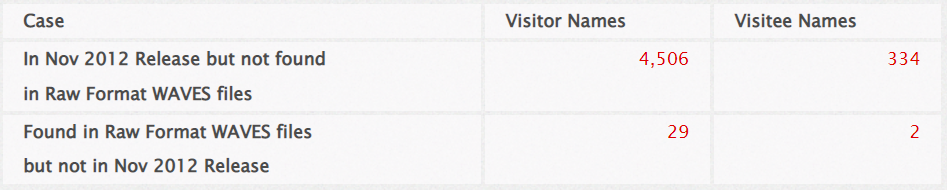 Case Visitor Names Visitee Names
In Nov 2012 Release but not found 4,506 334
in Raw Format WAVES files
Found in Raw Format WAVES files 29 2
but not in Nov 2012 Release